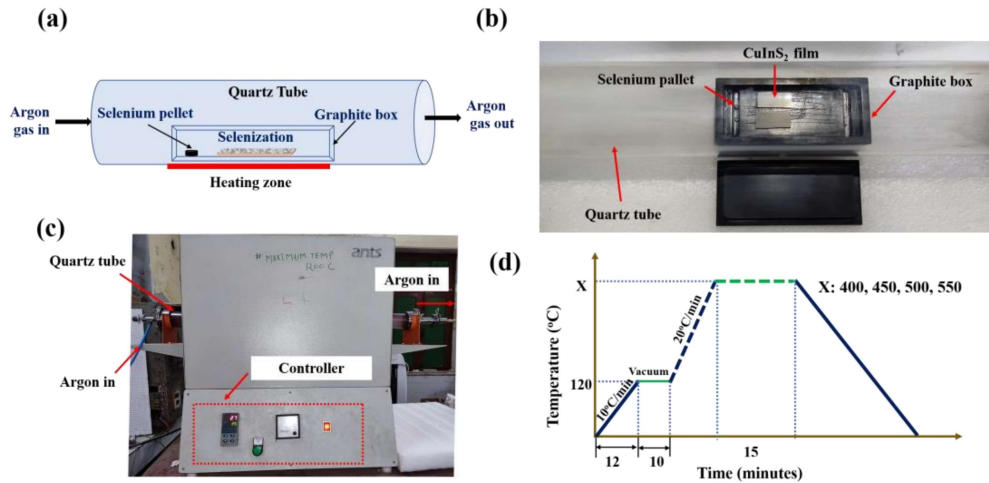 (a)
Quartz Tube
Argon
gas in
Selenium pellet
Graphite box
Argon
gas out
Selenization
Heating zone
(b)
CuInS₂ film
Selenium pallet
Graphite box
Quartz tube
(c)
Quartz tube
ants
# MAXIMUM TEMP
Argon in
Controller
Argon in
(d)
Temperature (°C)
X
X: 400, 450, 500, 550
20°C/min
Vacuum
120
10°C/min
12
10
15
Time (minutes)